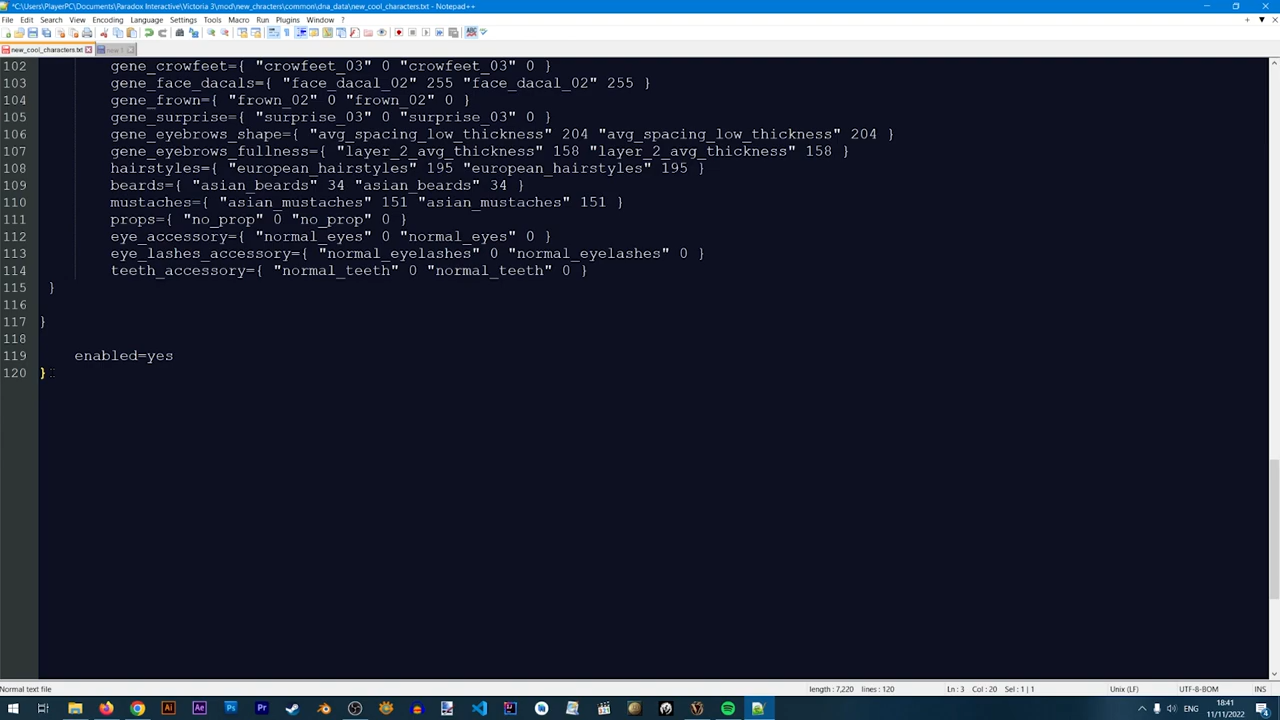 *C:\Users\PlayerPC\Documents\Paradox Interactive\Victoria 3\mod\new_chracters\common\dna_data\new_cool_characters.txt - Notepad++
File Edit Search View Encoding Language Settings Tools Macro Run Plugins Window ?
new_cool_characters.txt new 1
102 gene_crowfeet={ "crowfeet_03" 0 "crowfeet_03" 0 }
103 gene_face_dacals={ "face_dacal_02" 255 "face_dacal_02" 255 }
104 gene_frown={ "frown_02" 0 "frown_02" 0 }
105 gene_surprise={ "surprise_03" 0 "surprise_03" 0 }
106 gene_eyebrows_shape={ "avg_spacing_low_thickness" 204 "avg_spacing_low_thickness" 204 }
107 gene_eyebrows_fullness={ "layer_2_avg_thickness" 158 "layer_2_avg_thickness" 158 }
108 hairstyles={ "european_hairstyles" 195 "european_hairstyles" 195 }
109 beards={ "asian_beards" 34 "asian_beards" 34 }
110 mustaches={ "asian_mustaches" 151 "asian_mustaches" 151 }
111 props={ "no_prop" 0 "no_prop" 0 }
112 eye_accessory={ "normal_eyes" 0 "normal_eyes" 0 }
113 eye_lashes_accessory={ "normal_eyelashes" 0 "normal_eyelashes" 0 }
114 teeth_accessory={ "normal_teeth" 0 "normal_teeth" 0 }
115 }
116
117 }
118
119 enabled=yes
120 }
Normal text file length : 7,220 lines : 120 Ln : 3 Col : 20 Sel : 1 | 1 Unix (LF) UTF-8-BOM INS
ENG 18:41
11/11/2022